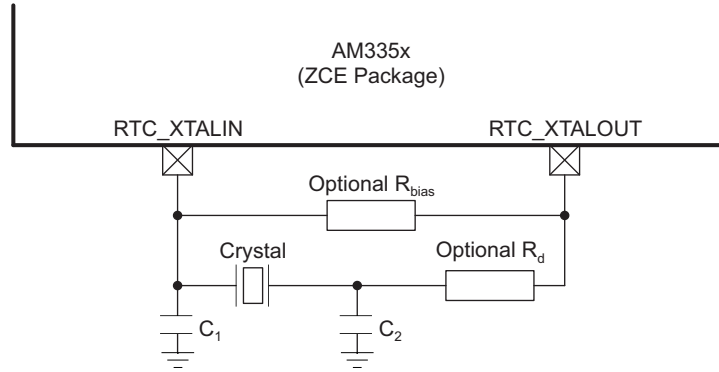 AM335x
(ZCE Package)
RTC_XTALIN
RTC_XTALOUT
Optional Rbias
Crystal
Optional Rd
C1
C2